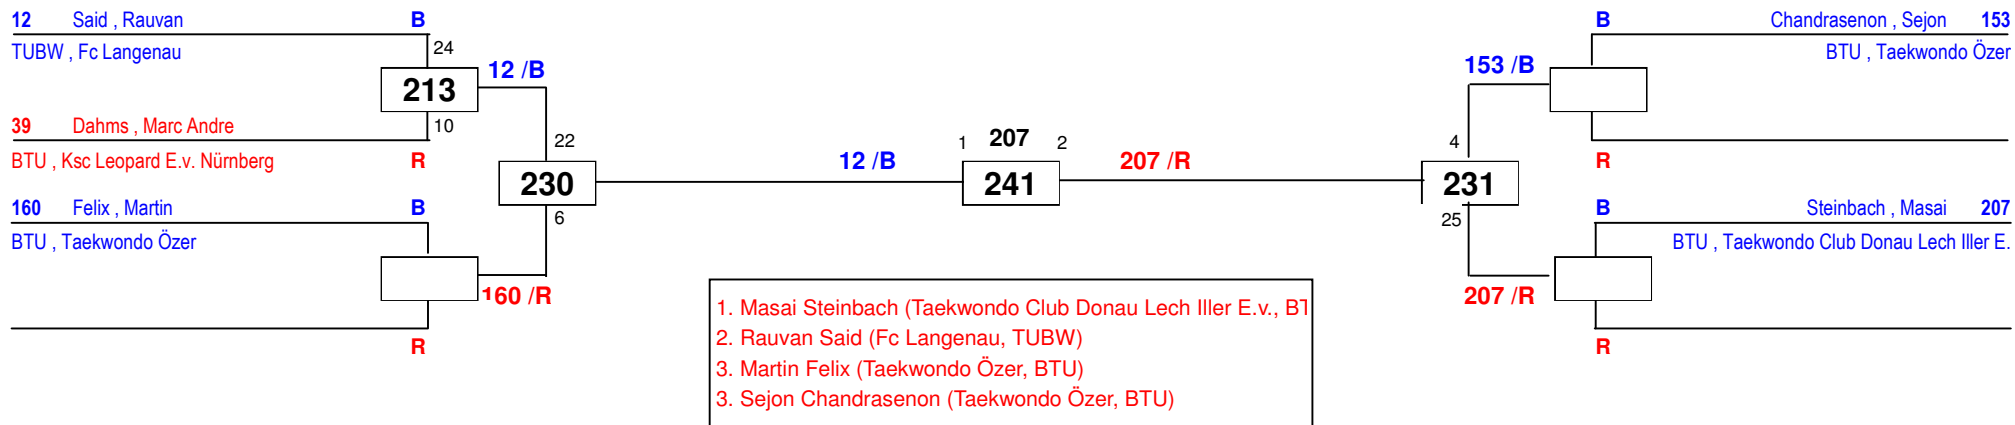 12 Said , Rauvan B
TUBW , Fc Langenau
24
213
12 /B
10
39 Dahms , Marc Andre
BTU , Ksc Leopard E.v. Nürnberg R
22
230
6
160 Felix , Martin B
BTU , Taekwondo Özer
160 /R
R
12 /B
1 207 2
241
207 /R
B Chandrasenon , Sejon 153
BTU , Taekwondo Özer
153 /B
R
4
231
25
B Steinbach , Masai 207
BTU , Taekwondo Club Donau Lech Iller E.
207 /R
R
1. Masai Steinbach (Taekwondo Club Donau Lech Iller E.v., BT
2. Rauvan Said (Fc Langenau, TUBW)
3. Martin Felix (Taekwondo Özer, BTU)
3. Sejon Chandrasenon (Taekwondo Özer, BTU)